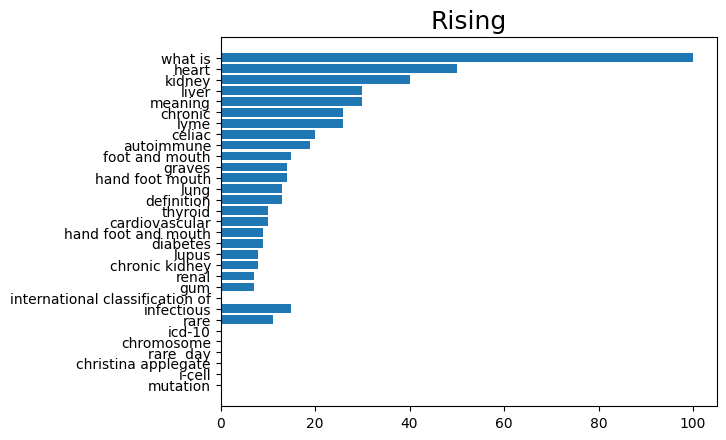 Rising
what is
heart
kidney
liver
meaning
chronic
lyme
celiac
autoimmune
foot and mouth
graves
hand foot mouth
lung
definition
thyroid
cardiovascular
hand foot and mouth
diabetes
lupus
chronic kidney
renal
gum
international classification of
infectious
rare
icd-10
chromosome
rare  day
christina applegate
i-cell
mutation
0 20 40 60 80 100